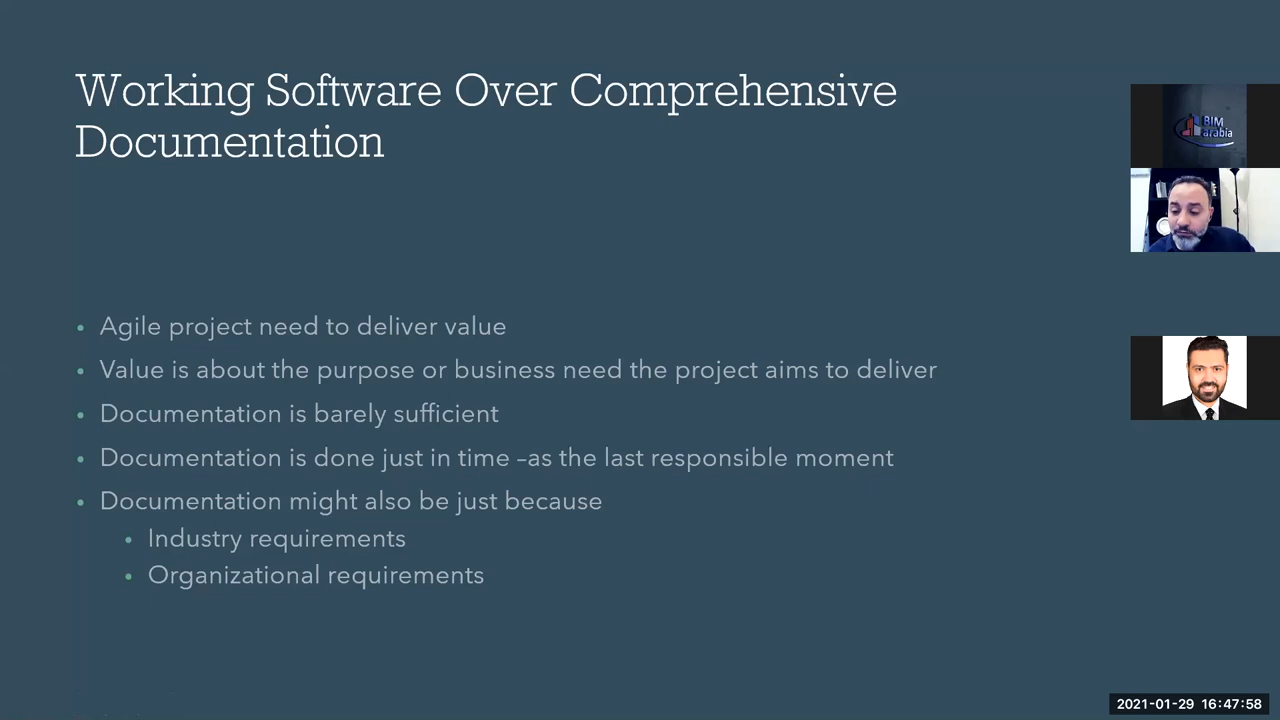 Working Software Over Comprehensive
Documentation
• Agile project need to deliver value
• Value is about the purpose or business need the project aims to deliver
• Documentation is barely sufficient
• Documentation is done just in time –as the last responsible moment
• Documentation might also be just because
• Industry requirements
• Organizational requirements
BIM
arabia
2021-01-29 16:47:58